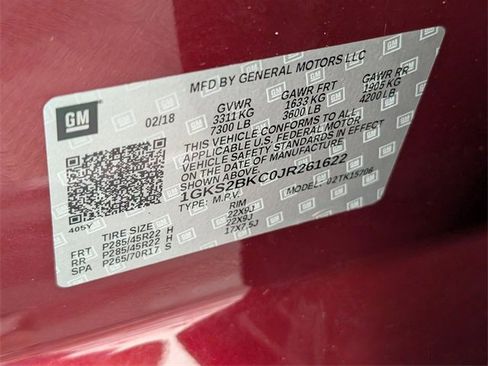 GM
MFD BY GENERAL MOTORS LLC
02/18 GVWR GAWR FRT GAWR RR
3311 KG 1633 KG 1905 KG
7300 LB 3600 LB 4200 LB
THIS VEHICLE CONFORMS TO ALL
APPLICABLE U.S. FEDERAL MOTOR
VEHICLE SAFETY STANDARDS IN EFFECT
ON THE DATE OF MANUFACTURE
SHOWN ABOVE.
1GKS2BKC0JR261622
TYPE: M.P.V. MODEL: 02TK15706
405Y
TIRE SIZE RIM
FRT P285/45R22 H 22X9J
RR P285/45R22 H 22X9J
SPA P265/70R17 S 17X7.5J